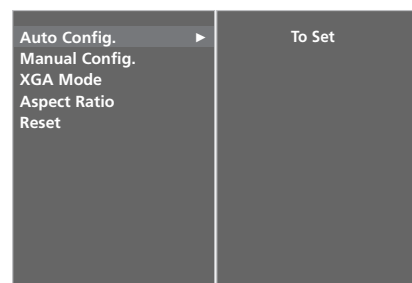 Auto Config. ► To Set
Manual Config.
XGA Mode
Aspect Ratio
Reset